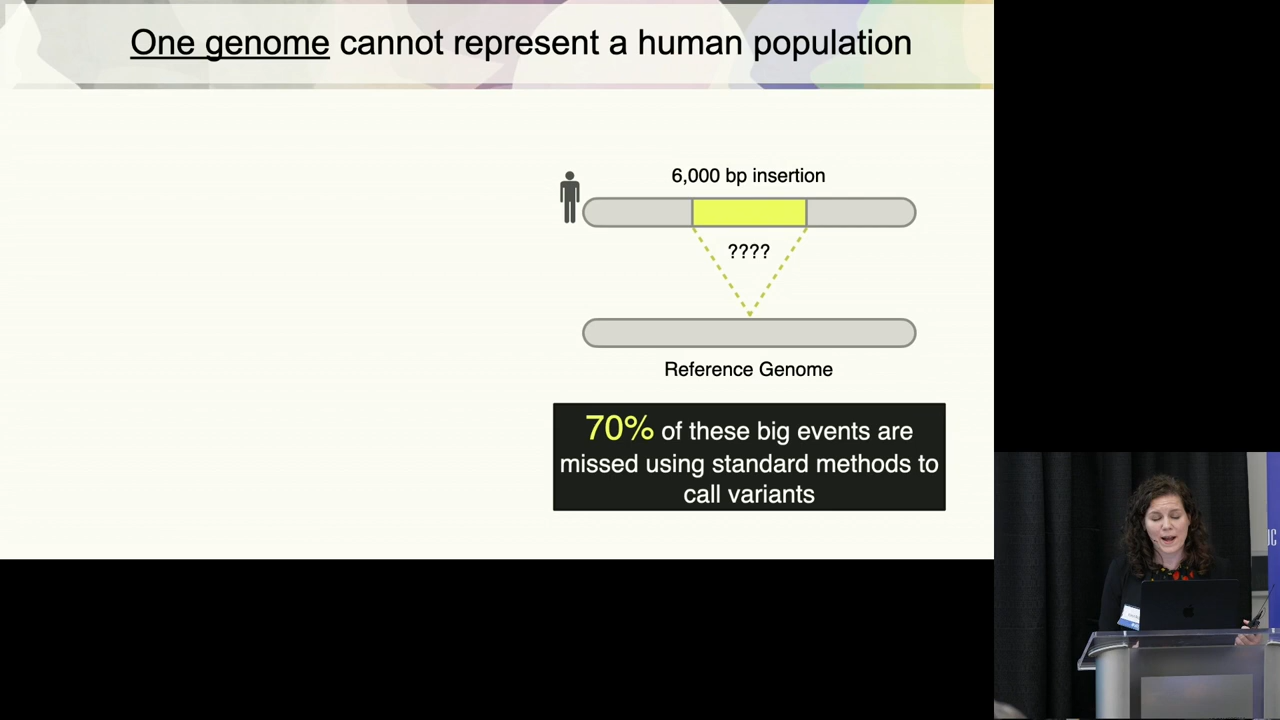 One genome cannot represent a human population
6,000 bp insertion
????
Reference Genome
70% of these big events are
missed using standard methods to
call variants